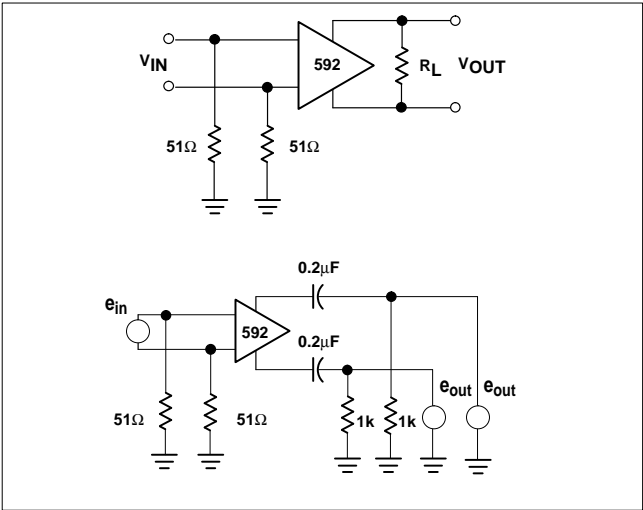 VIN
592
RL
VOUT
51Ω
51Ω
0.2µF
ein
592
0.2µF
eout
eout
51Ω
51Ω
1k
1k